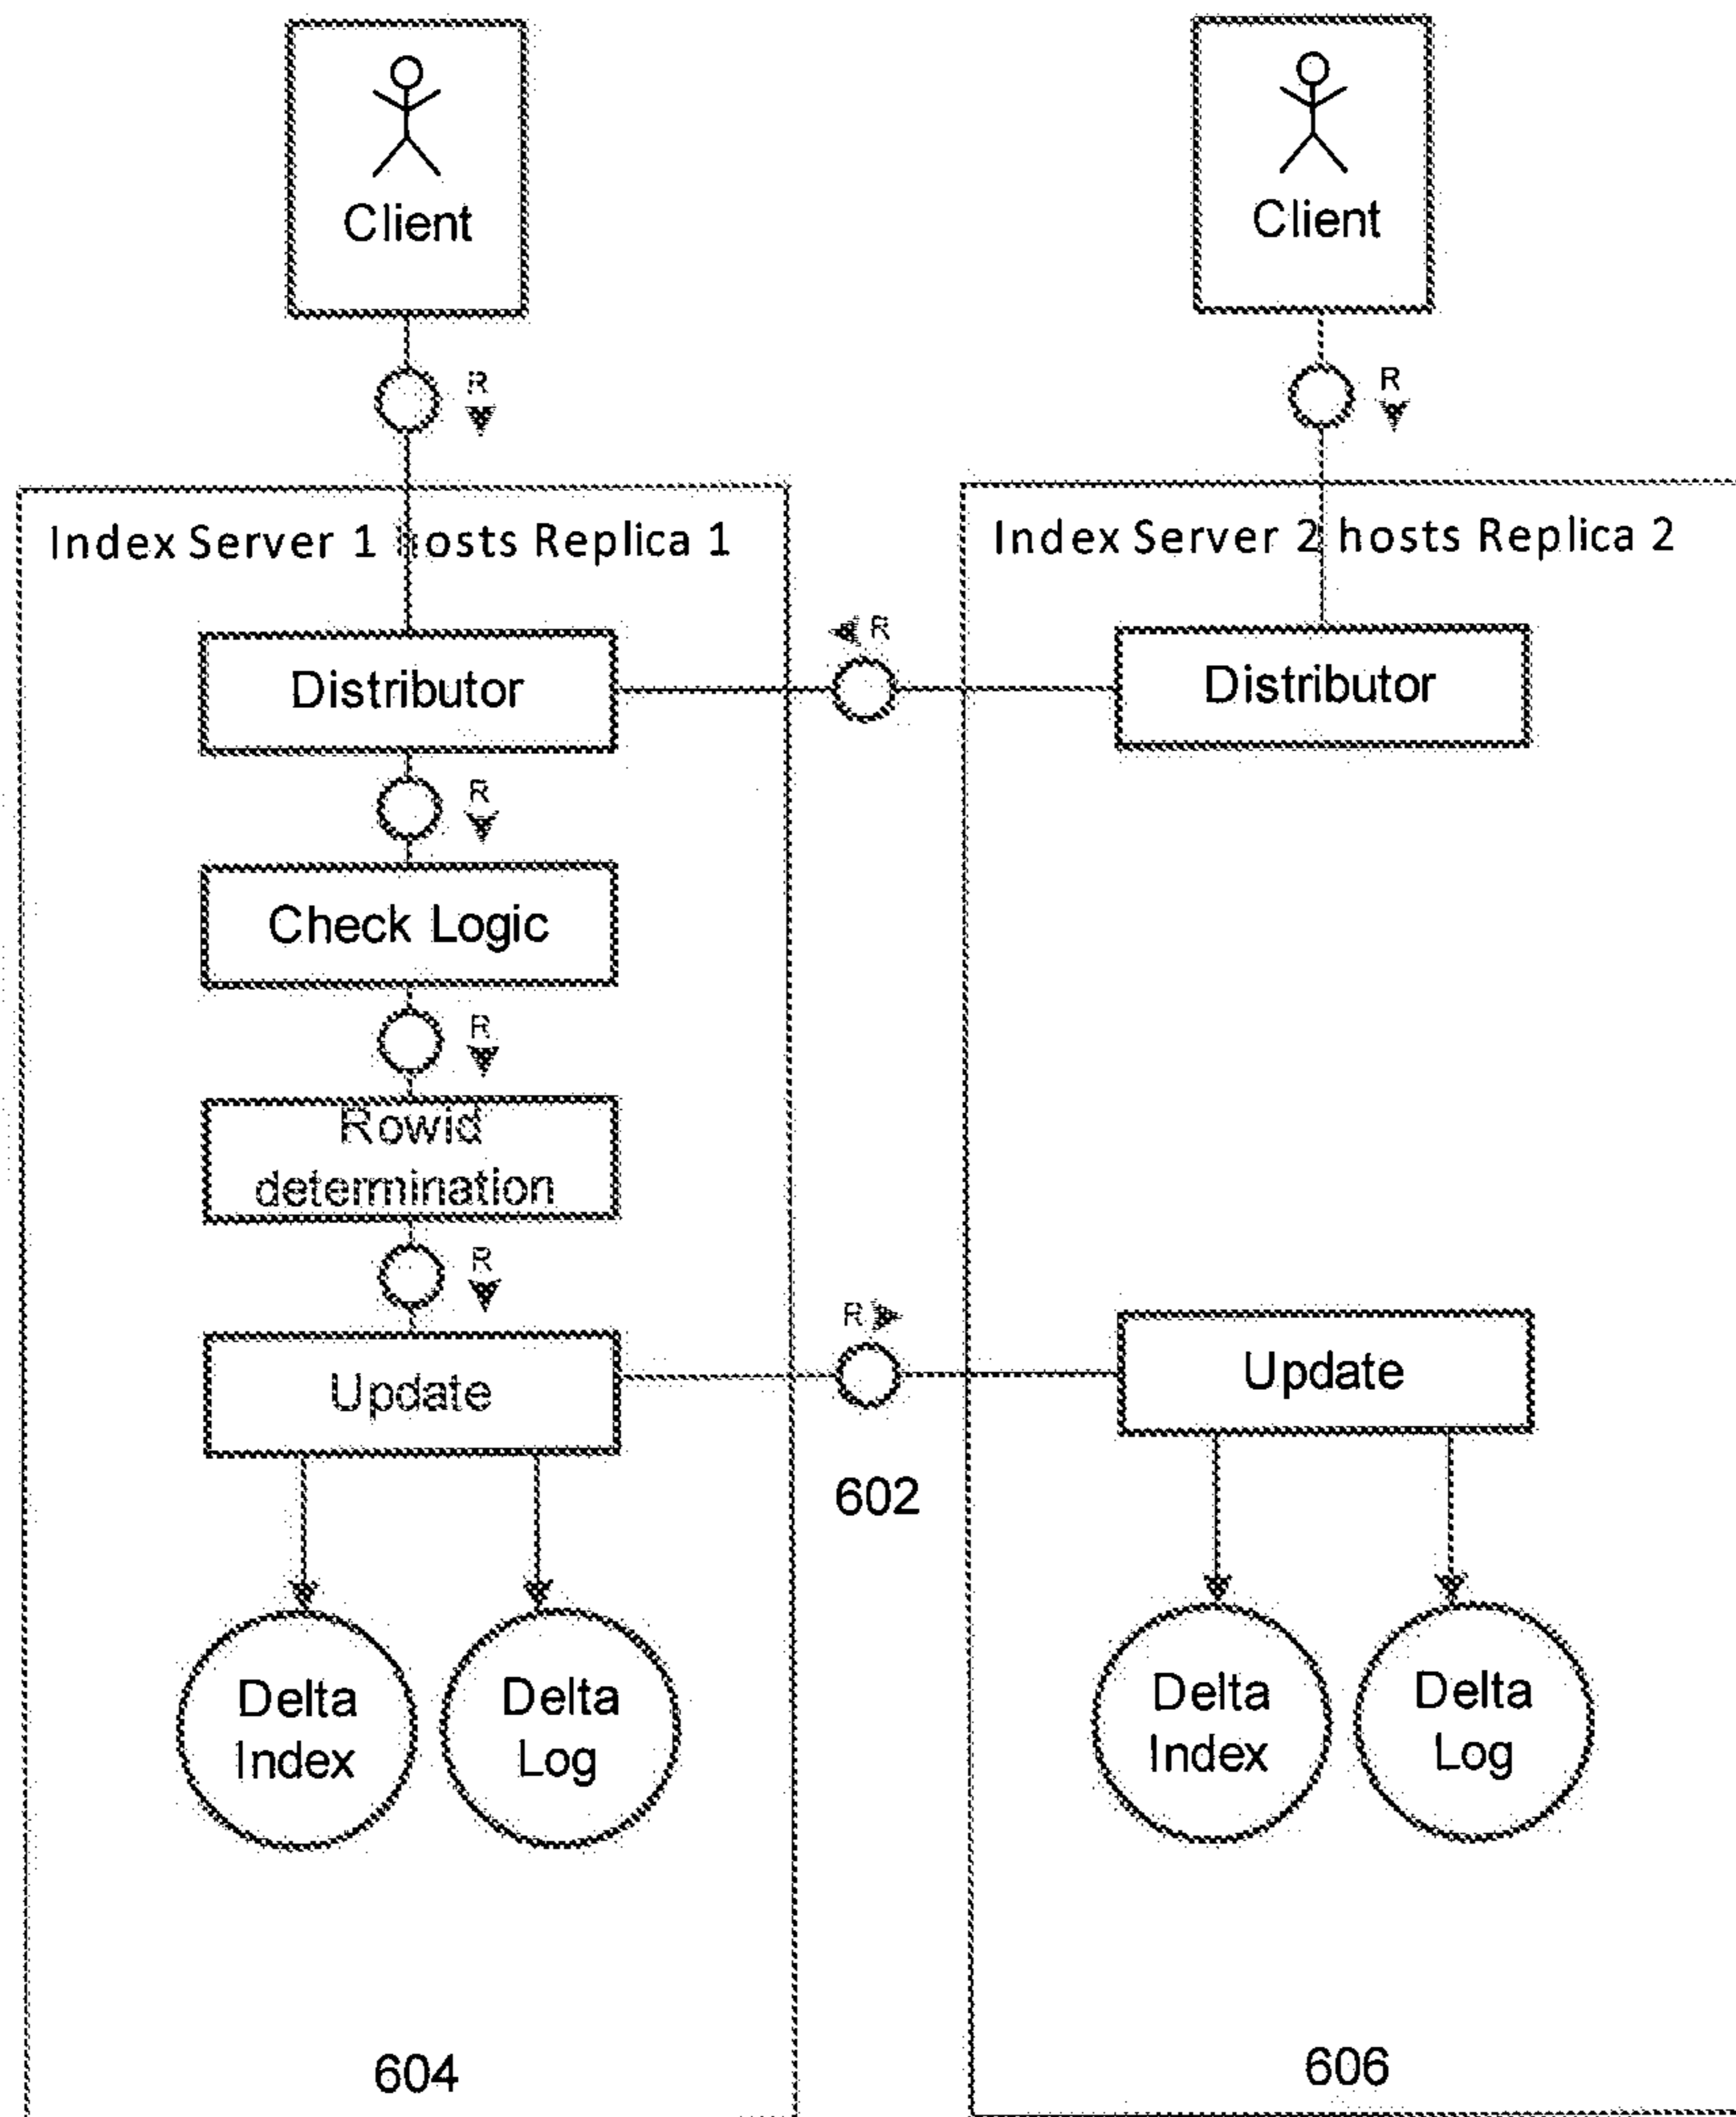 Client
Client
R
R
Index Server 1 hosts Replica 1
Index Server 2 hosts Replica 2
R
Distributor
Distributor
R
Check Logic
R
Rowid
determination
R
R
Update
Update
602
Delta
Index
Delta
Log
Delta
Index
Delta
Log
604
606